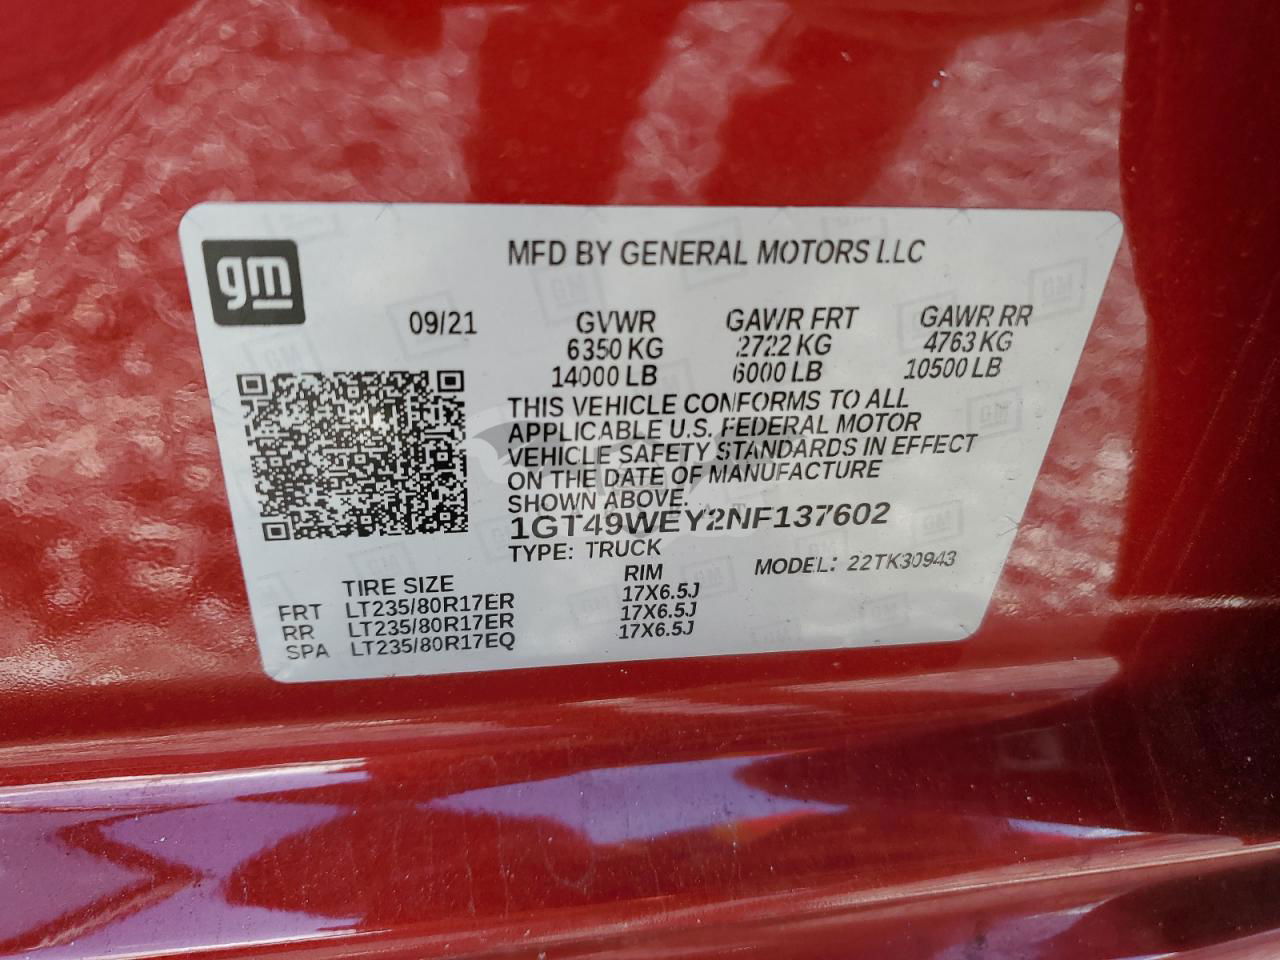 gm
MFD BY GENERAL MOTORS LLC
09/21 GVWR GAWR FRT GAWR RR
6350 KG 2722 KG 4763 KG
14000 LB 6000 LB 10500 LB
THIS VEHICLE CONFORMS TO ALL
APPLICABLE U.S. FEDERAL MOTOR
VEHICLE SAFETY STANDARDS IN EFFECT
ON THE DATE OF MANUFACTURE
SHOWN ABOVE.
1GT49WEY2NF137602
TYPE: TRUCK MODEL: 22TK30943
TIRE SIZE RIM
FRT LT235/80R17ER 17X6.5J
RR LT235/80R17ER 17X6.5J
SPA LT235/80R17EQ 17X6.5J